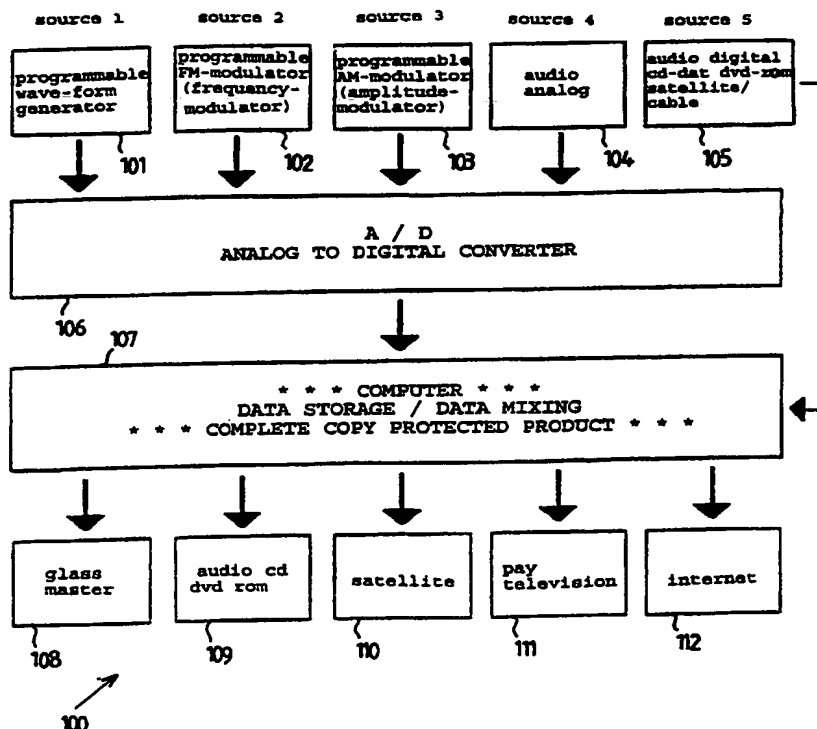 source 1 source 2 source 3 source 4 source 5
programmable
wave-form
generator
programmable
FM-modulator
(frequancy-
modulator)
programmable
AM-modulator
(amplitude-
modulator)
audio
analog
audio digital
cd-dat dvd-rom
satellite/
cable
101 102 103 104 105
A / D
ANALOG TO DIGITAL CONVERTER
106
107
* * * COMPUTER * * *
DATA STORAGE / DATA MIXING
* * * COMPLETE COPY PROTECTED PRODUCT * * *
glass
master
audio cd
dvd rom
satellite
pay
television
internet
108 109 110 111 112
100